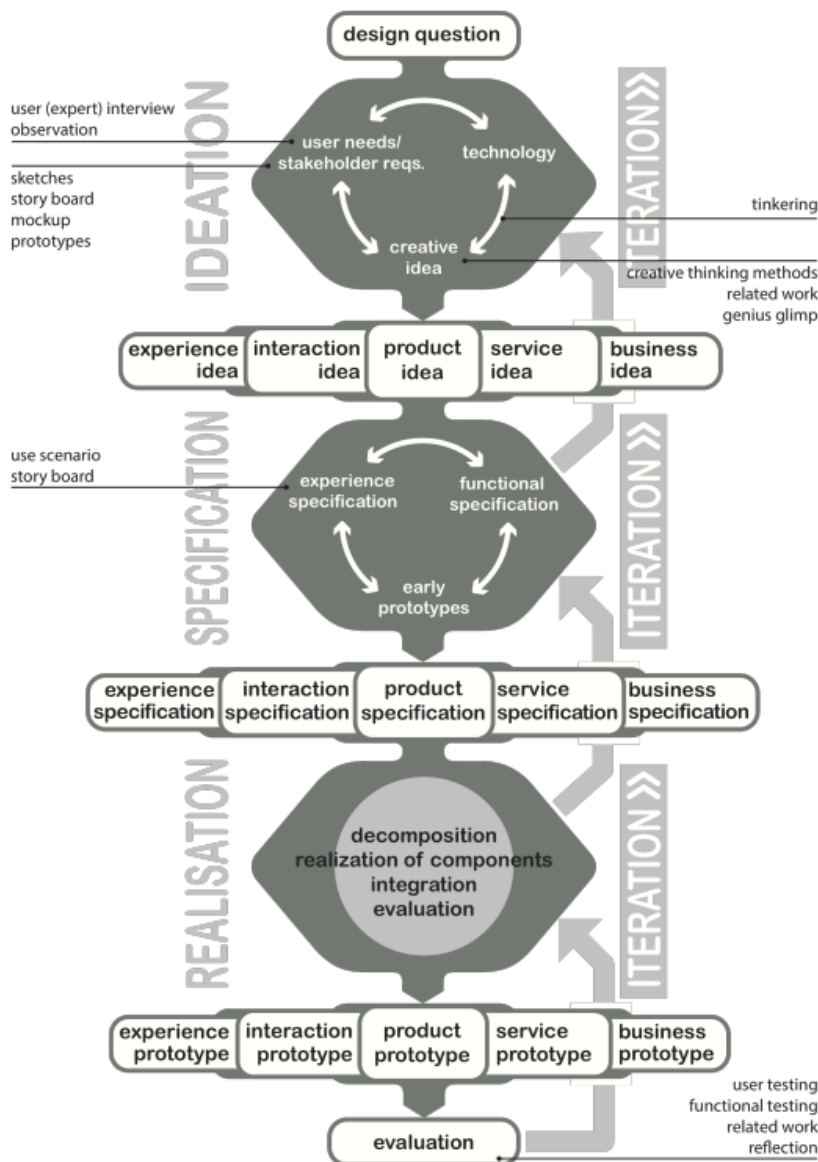 design question
IDEATION
user (expert) interview
observation
sketches
story board
mockup
prototypes
user needs/
stakeholder reqs.
technology
creative
idea
ITERATION >>
tinkering
creative thinking methods
related work
genius glimp
experience
idea
interaction
idea
product
idea
service
idea
business
idea
SPECIFICATION
use scenario
story board
experience
specification
functional
specification
early
prototypes
ITERATION >>
experience
specification
interaction
specification
product
specification
service
specification
business
specification
REALISATION
decomposition
realization of components
integration
evaluation
ITERATION >>
experience
prototype
interaction
prototype
product
prototype
service
prototype
business
prototype
evaluation
user testing
functional testing
related work
reflection